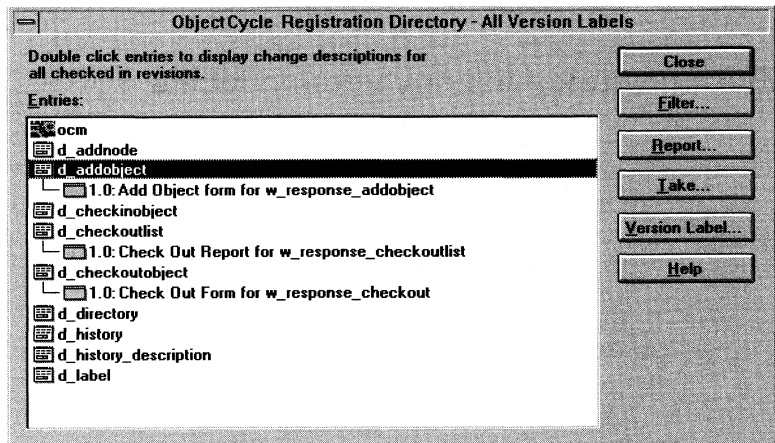 ObjectCycle Registration Directory - All Version Labels
Double click entries to display change descriptions for
all checked in revisions.
Entries:
ocm
d_addnode
d_addobject
1.0: Add Object form for w_response_addobject
d_checkinobject
d_checkoutlist
1.0: Check Out Report for w_response_checkoutlist
d_checkoutobject
1.0: Check Out Form for w_response_checkout
d_directory
d_history
d_history_description
d_label
Close
Filter...
Report...
Take...
Version Label...
Help